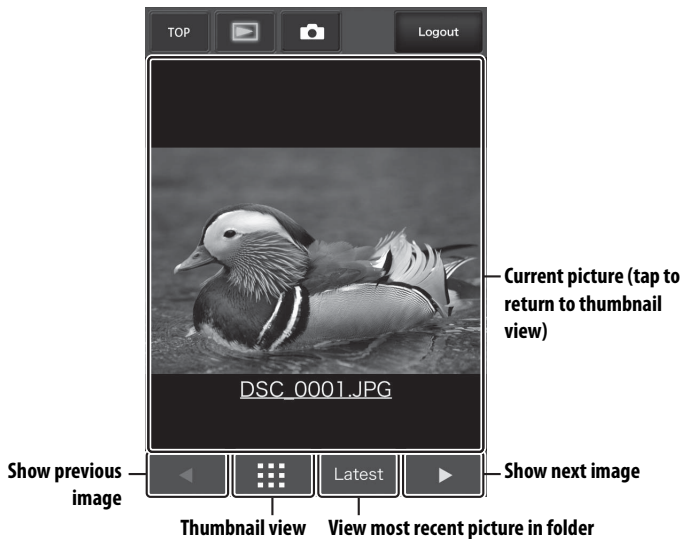 TOP
Logout
Current picture (tap to
return to thumbnail
view)
DSC_0001.JPG
Show previous
image
Latest
Show next image
Thumbnail view
View most recent picture in folder